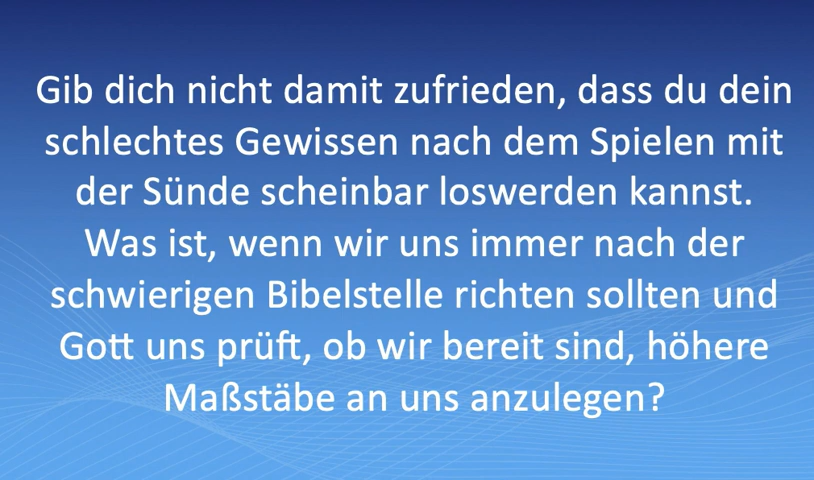 Gib dich nicht damit zufrieden, dass du dein
schlechtes Gewissen nach dem Spielen mit
der Sünde scheinbar loswerden kannst.
Was ist, wenn wir uns immer nach der
schwierigen Bibelstelle richten sollten und
Gott uns prüft, ob wir bereit sind, höhere
Maßstäbe an uns anzulegen?